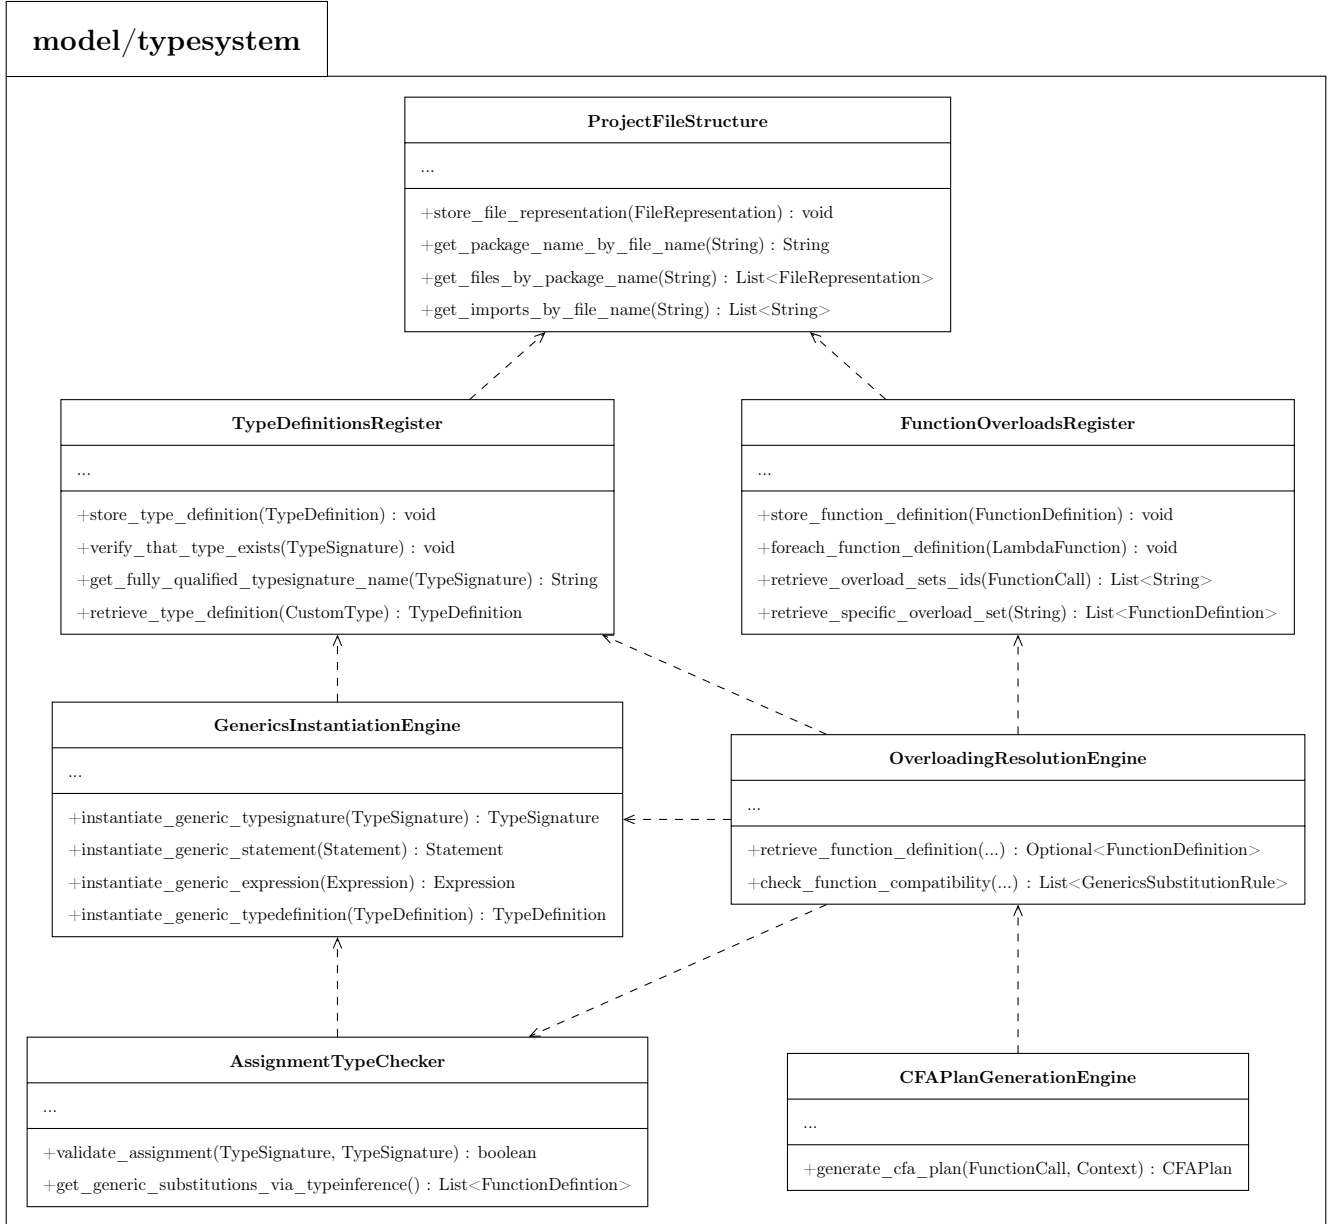 model/typesystem
ProjectFileStructure
...
+store_file_representation(FileRepresentation) : void
+get_package_name_by_file_name(String) : String
+get_files_by_package_name(String) : List<FileRepresentation>
+get_imports_by_file_name(String) : List<String>
TypeDefinitionsRegister
...
+store_type_definition(TypeDefinition) : void
+verify_that_type_exists(TypeSignature) : void
+get_fully_qualified_typesignature_name(TypeSignature) : String
+retrieve_type_definition(CustomType) : TypeDefinition
FunctionOverloadsRegister
...
+store_function_definition(FunctionDefinition) : void
+foreach_function_definition(LambdaFunction) : void
+retrieve_overload_sets_ids(FunctionCall) : List<String>
+retrieve_specific_overload_set(String) : List<FunctionDefintion>
GenericsInstantiationEngine
...
+instantiate_generic_typesignature(TypeSignature) : TypeSignature
+instantiate_generic_statement(Statement) : Statement
+instantiate_generic_expression(Expression) : Expression
+instantiate_generic_typedefinition(TypeDefinition) : TypeDefinition
OverloadingResolutionEngine
...
+retrieve_function_definition(...) : Optional<FunctionDefinition>
+check_function_compatibility(...) : List<GenericsSubstitutionRule>
AssignmentTypeChecker
...
+validate_assignment(TypeSignature, TypeSignature) : boolean
+get_generic_substitutions_via_typeinference() : List<FunctionDefintion>
CFAPlanGenerationEngine
...
+generate_cfa_plan(FunctionCall, Context) : CFAPlan